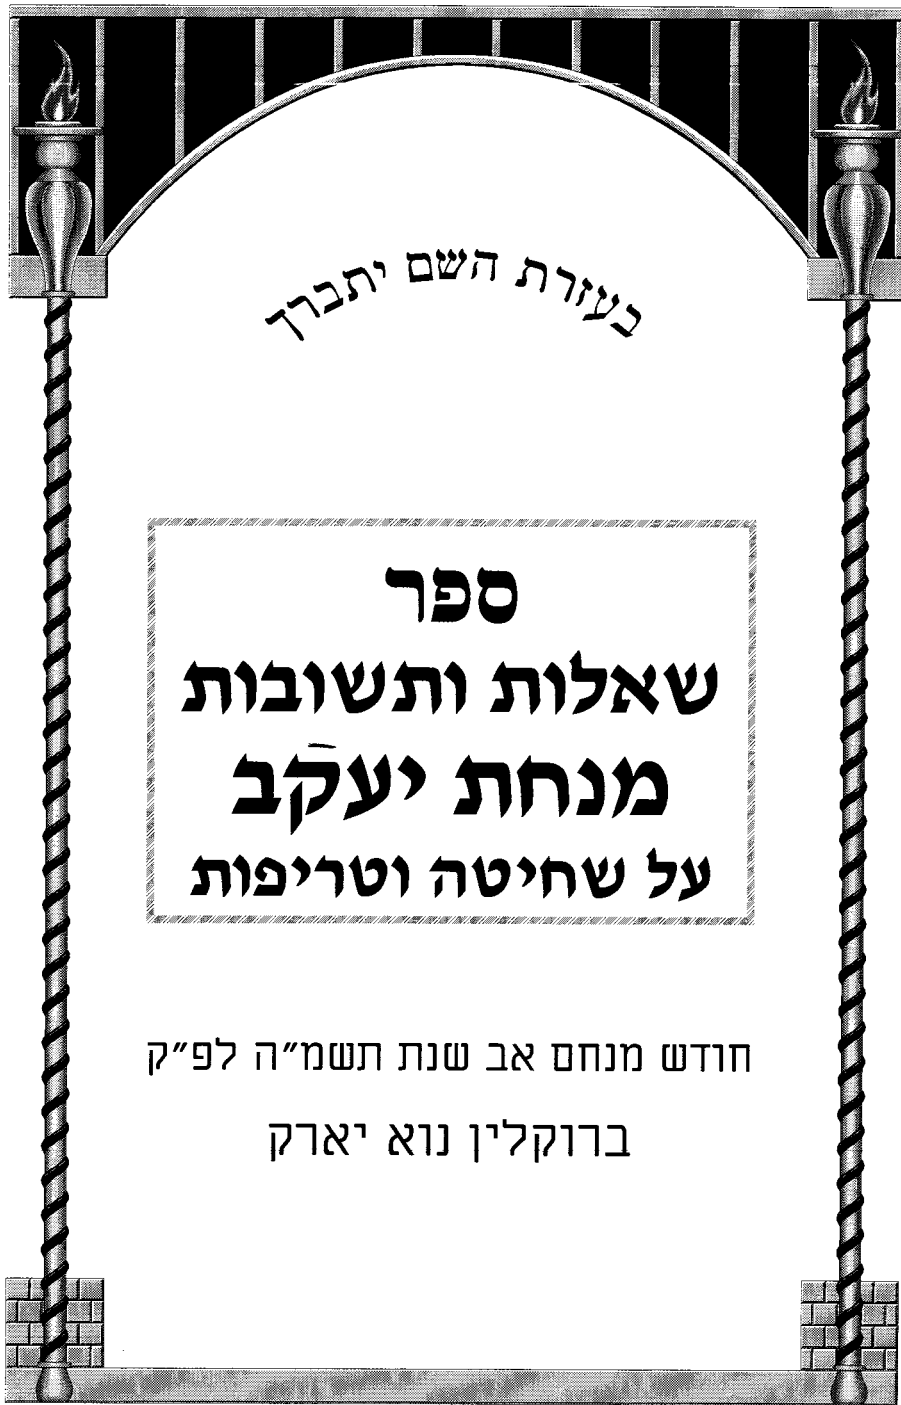 בעזרת השם יתברך
ספר
שאלות ותשובות
מנחת יעקב
על שחיטה וטריפות
חודש מנחם אב שנת תשמ״ה לפ״ק
ברוקלין נוא יארק